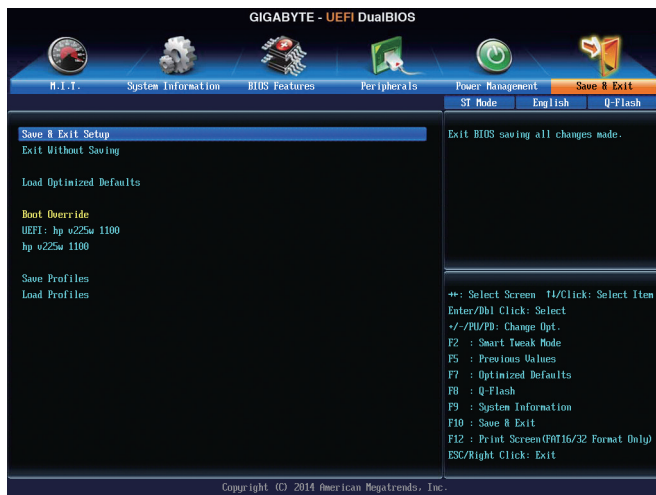 GIGABYTE - UEFI DualBIOS
M.I.T. System Information BIOS Features Peripherals Power Management Save & Exit
ST Mode English Q-Flash
Save & Exit Setup
Exit Without Saving
Load Optimized Defaults
Boot Override
UEFI: hp v225w 1100
hp v225w 1100
Save Profiles
Load Profiles
Exit BIOS saving all changes made.
→←: Select Screen ↑↓/Click: Select Item
Enter/Dbl Click: Select
+/-/PU/PD: Change Opt.
F2 : Smart Tweak Mode
F5 : Previous Values
F7 : Optimized Defaults
F8 : Q-Flash
F9 : System Information
F10 : Save & Exit
F12 : Print Screen(FAT16/32 Format Only)
ESC/Right Click: Exit
Copyright (C) 2014 American Megatrends, Inc.